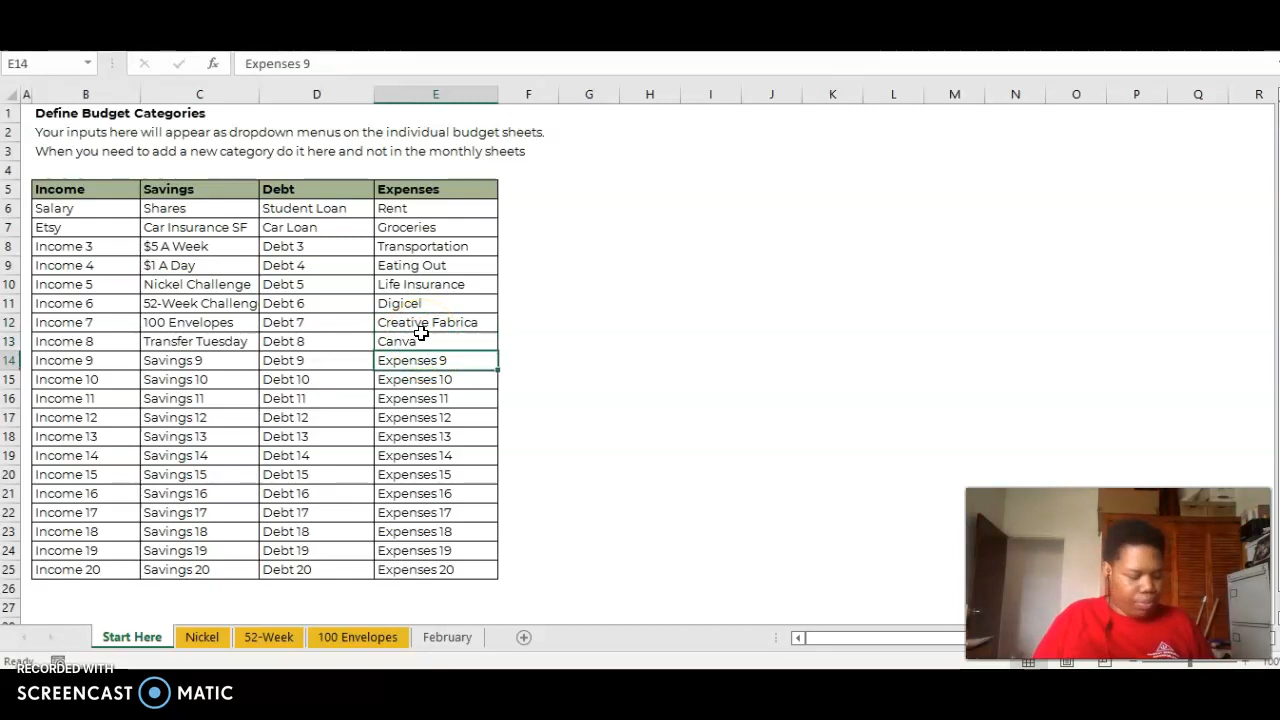 E14 Expenses 9
A B C D E F G H I J K L M N O P Q R
1 Define Budget Categories
2 Your inputs here will appear as dropdown menus on the individual budget sheets.
3 When you need to add a new category do it here and not in the monthly sheets
4
5 Income Savings Debt Expenses
6 Salary Shares Student Loan Rent
7 Etsy Car Insurance SF Car Loan Groceries
8 Income 3 $5 A Week Debt 3 Transportation
9 Income 4 $1 A Day Debt 4 Eating Out
10 Income 5 Nickel Challenge Debt 5 Life Insurance
11 Income 6 52-Week Challeng Debt 6 Digicel
12 Income 7 100 Envelopes Debt 7 Creative Fabrica
13 Income 8 Transfer Tuesday Debt 8 Canva
14 Income 9 Savings 9 Debt 9 Expenses 9
15 Income 10 Savings 10 Debt 10 Expenses 10
16 Income 11 Savings 11 Debt 11 Expenses 11
17 Income 12 Savings 12 Debt 12 Expenses 12
18 Income 13 Savings 13 Debt 13 Expenses 13
19 Income 14 Savings 14 Debt 14 Expenses 14
20 Income 15 Savings 15 Debt 15 Expenses 15
21 Income 16 Savings 16 Debt 16 Expenses 16
22 Income 17 Savings 17 Debt 17 Expenses 17
23 Income 18 Savings 18 Debt 18 Expenses 18
24 Income 19 Savings 19 Debt 19 Expenses 19
25 Income 20 Savings 20 Debt 20 Expenses 20
26
27
Start Here Nickel 52-Week 100 Envelopes February
RECORDED WITH
SCREENCAST MATIC